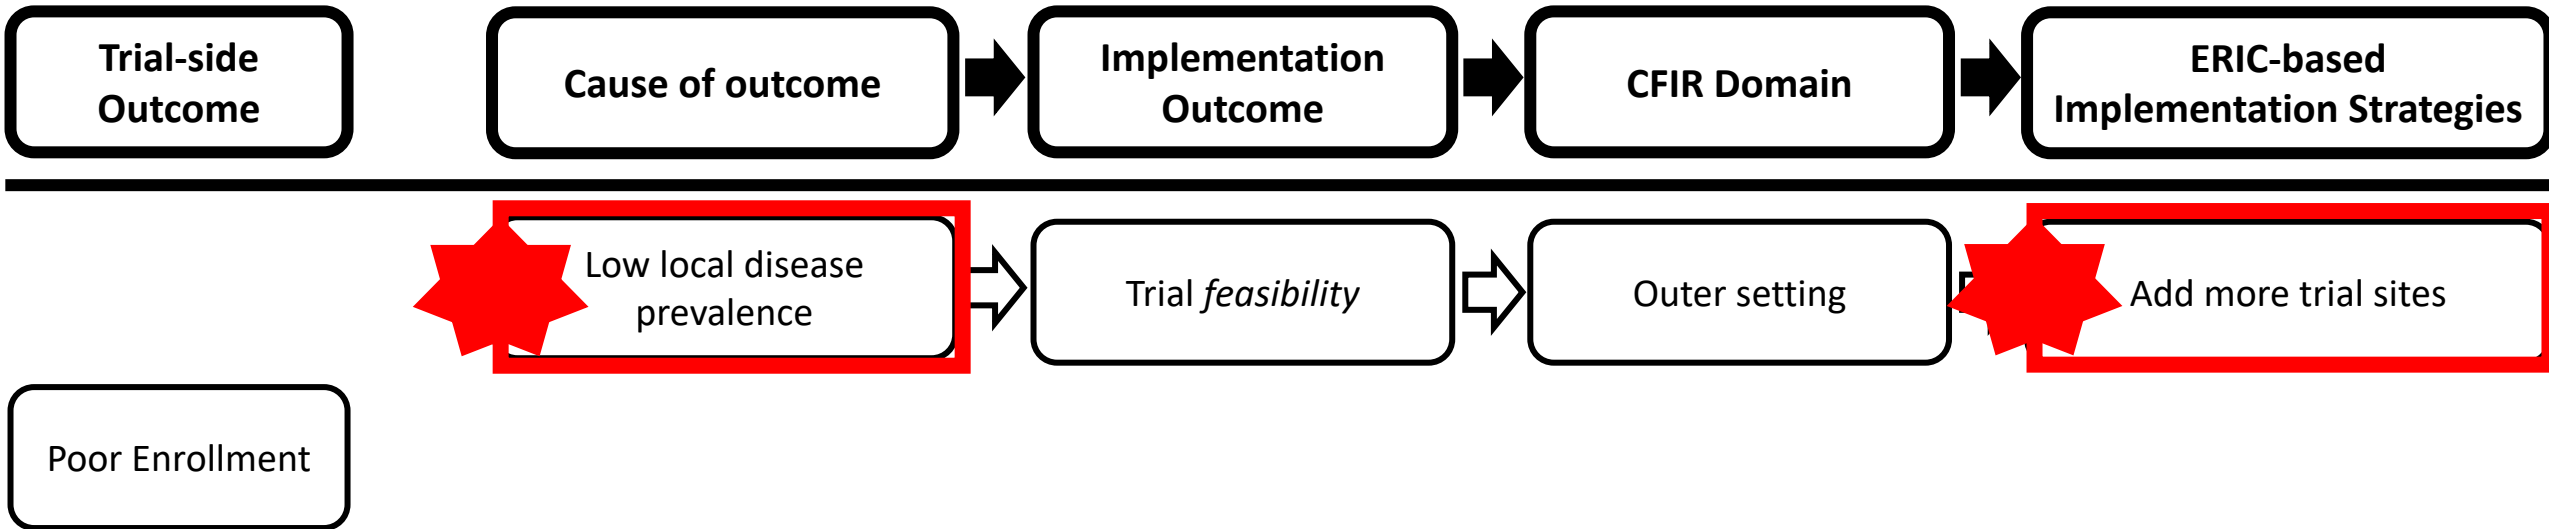 Trial-side
Outcome
Cause of outcome
Implementation
Outcome
CFIR Domain
ERIC-based
Implementation Strategies
Low local disease
prevalence
Trial feasibility
Outer setting
Add more trial sites
Poor Enrollment